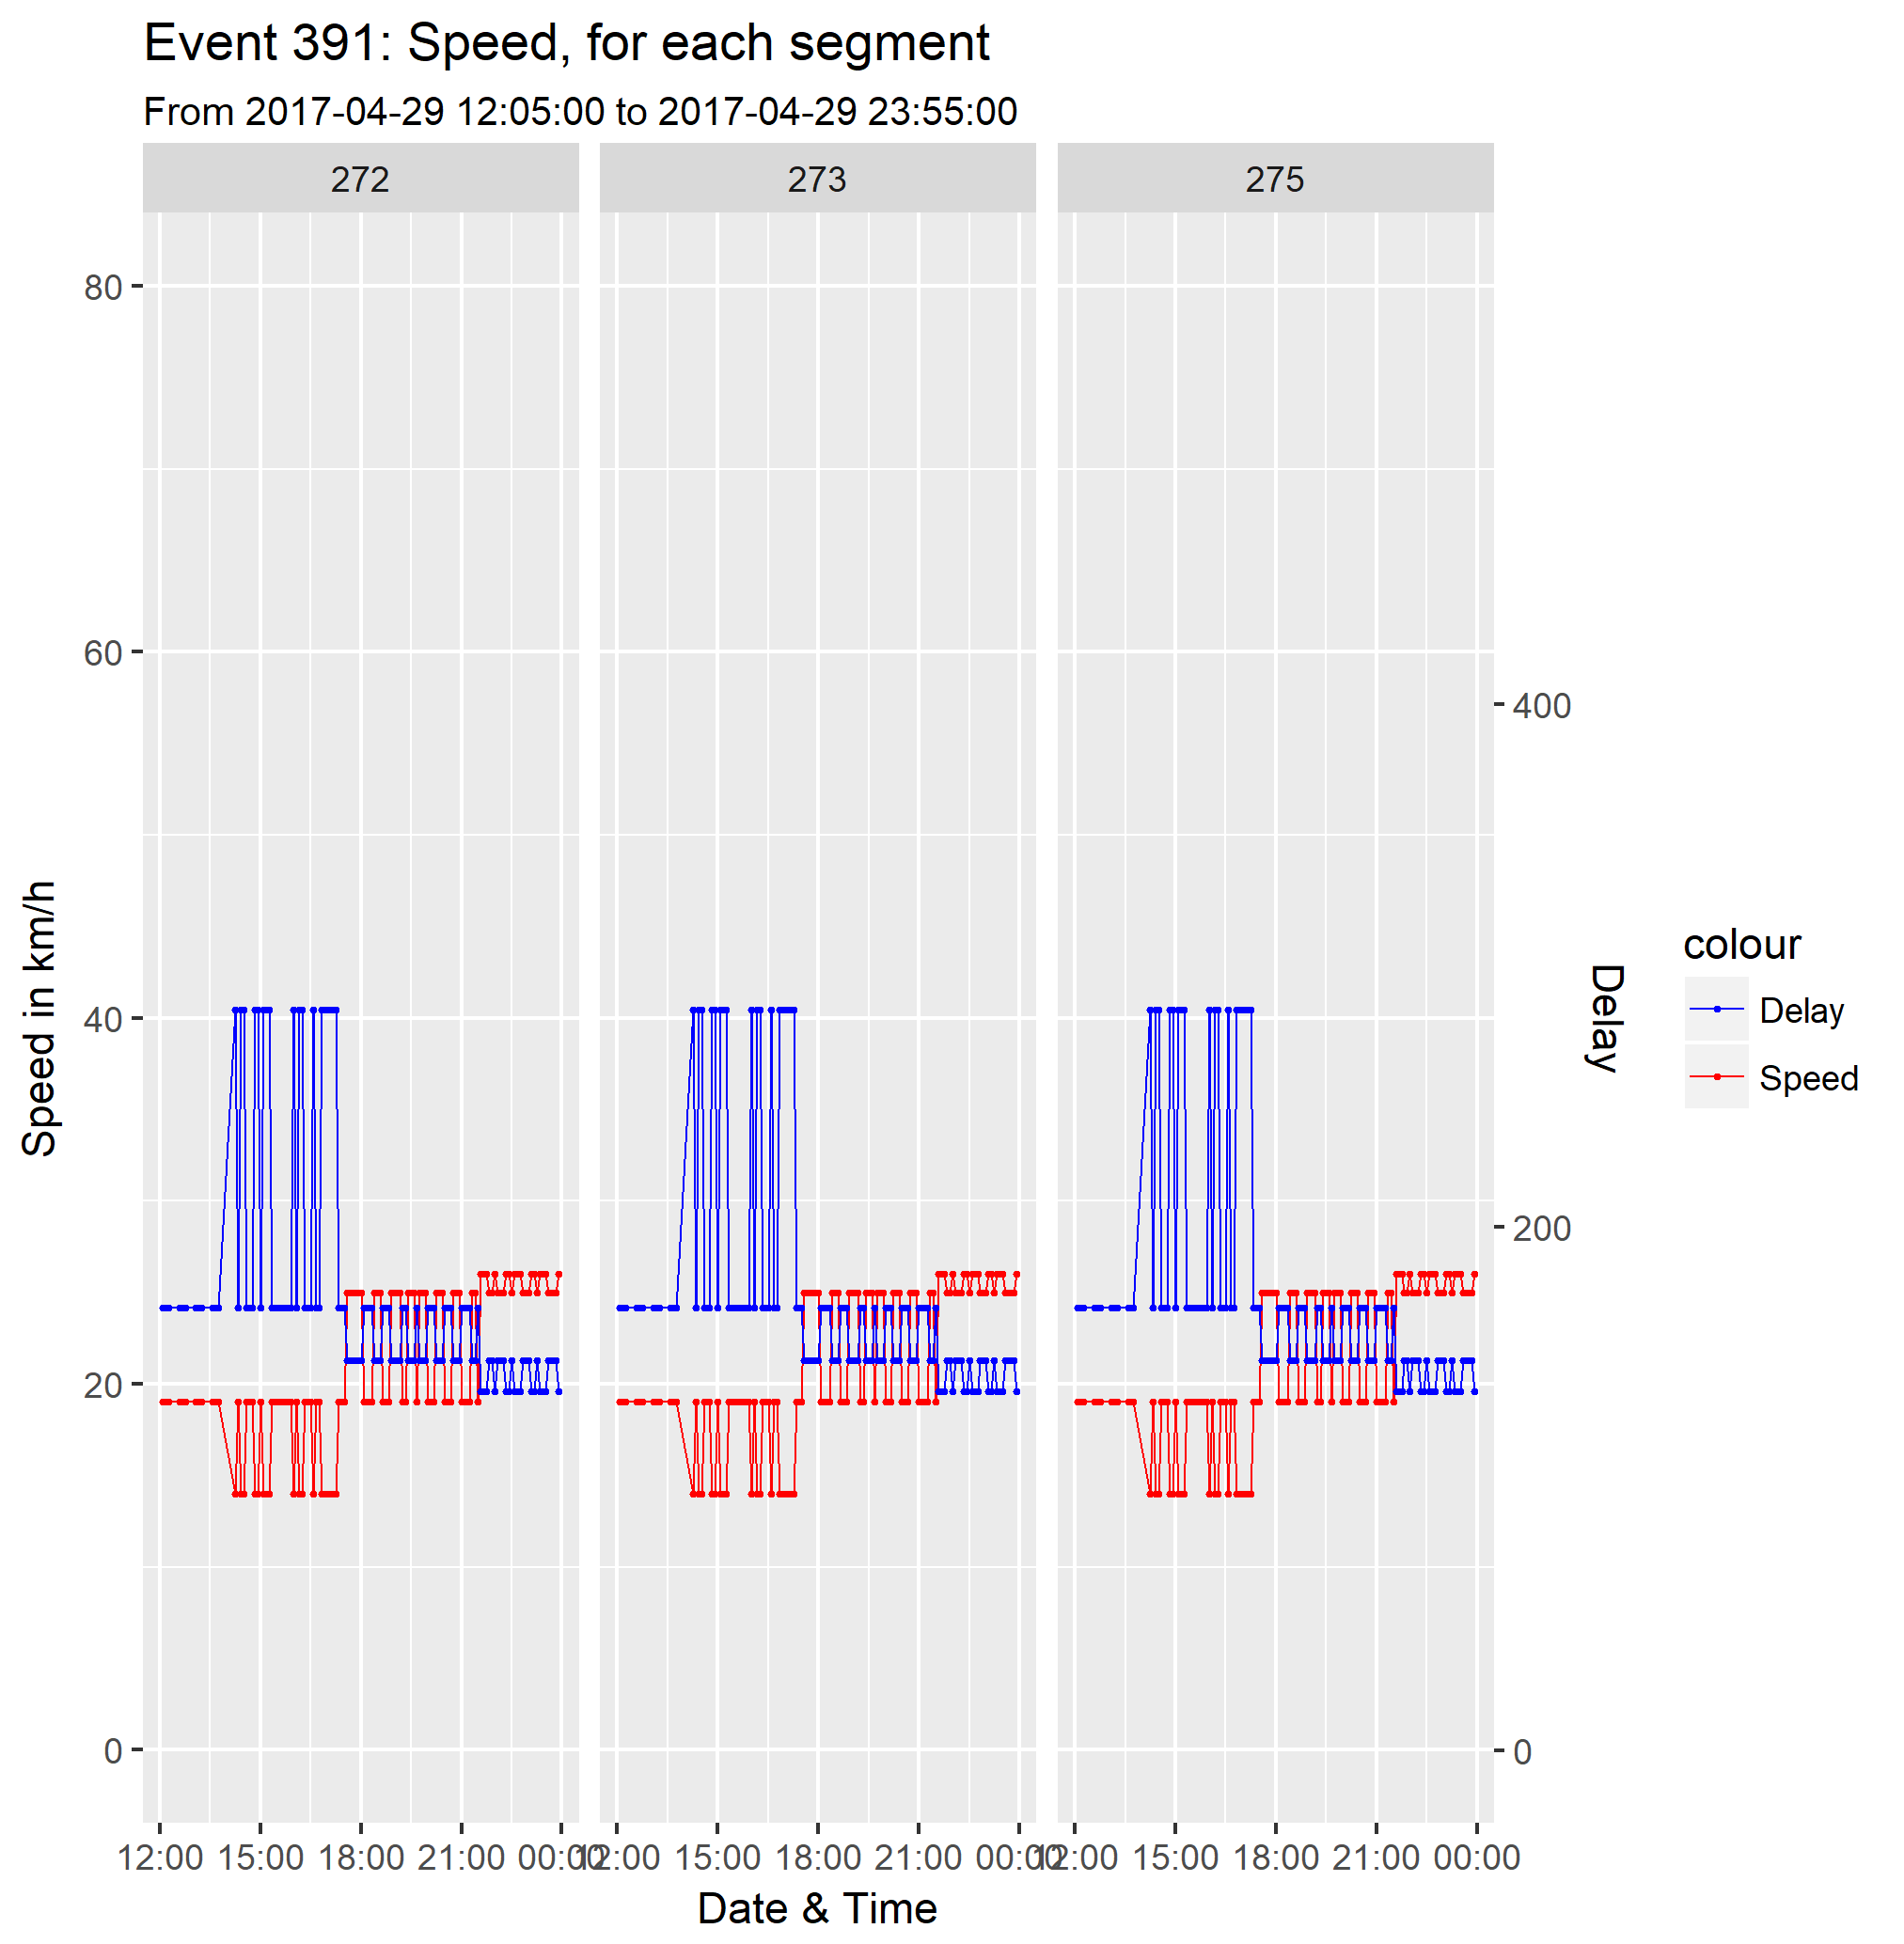 Event 391: Speed, for each segment
From 2017-04-29 12:05:00 to 2017-04-29 23:55:00
272 273 275
80
60
40
20
0
Speed in km/h
400
200
0
Delay
colour
Delay
Speed
12:00 15:00 18:00 21:00 00:00 12:00 15:00 18:00 21:00 00:00 12:00 15:00 18:00 21:00 00:00
Date & Time